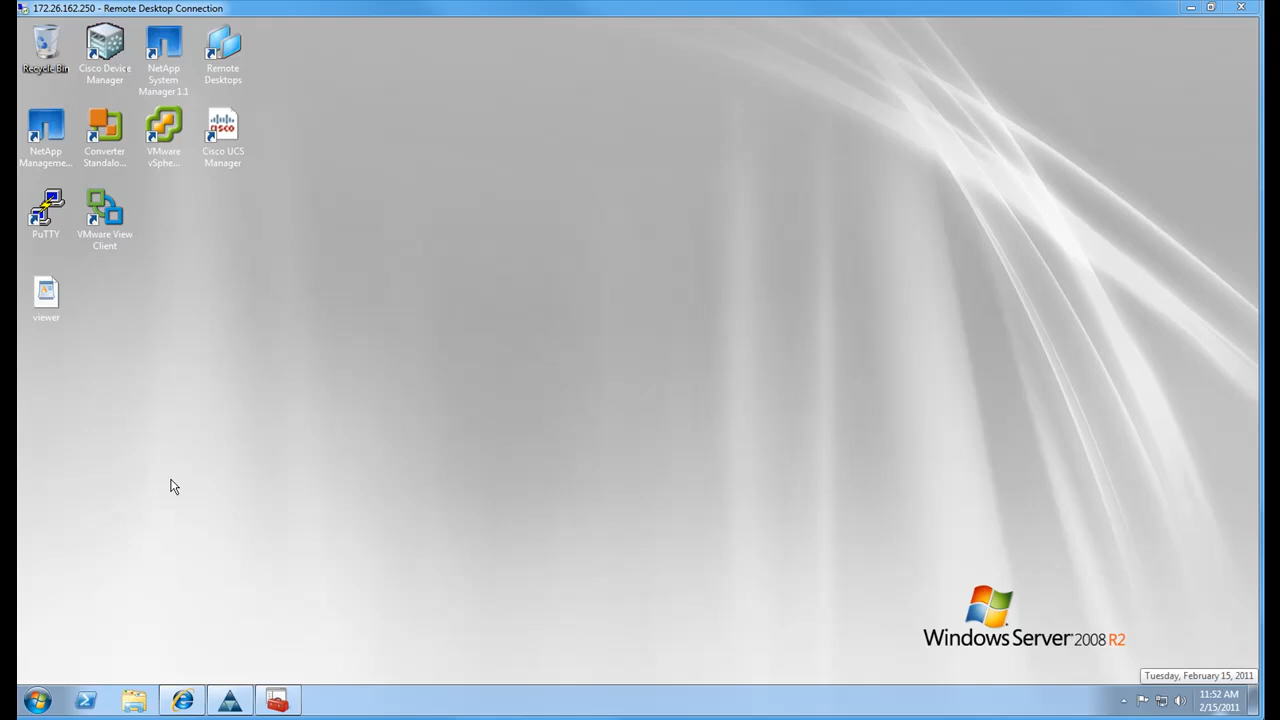 172.26.162.250 - Remote Desktop Connection
Recycle Bin
Cisco Device
Manager
NetApp
System
Manager 1.1
Remote
Desktops
NetApp
Manageme...
Converter
Standalo...
VMware
vSphe...
cisco
Cisco UCS
Manager
PuTTY
VMware View
Client
viewer
Windows Server 2008 R2
Tuesday, February 15, 2011
11:52 AM
2/15/2011